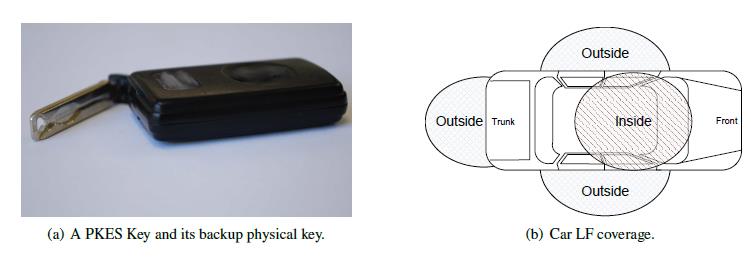 Outside
Outside
Trunk
Inside
Front
Outside
(a) A PKES Key and its backup physical key.
(b) Car LF coverage.